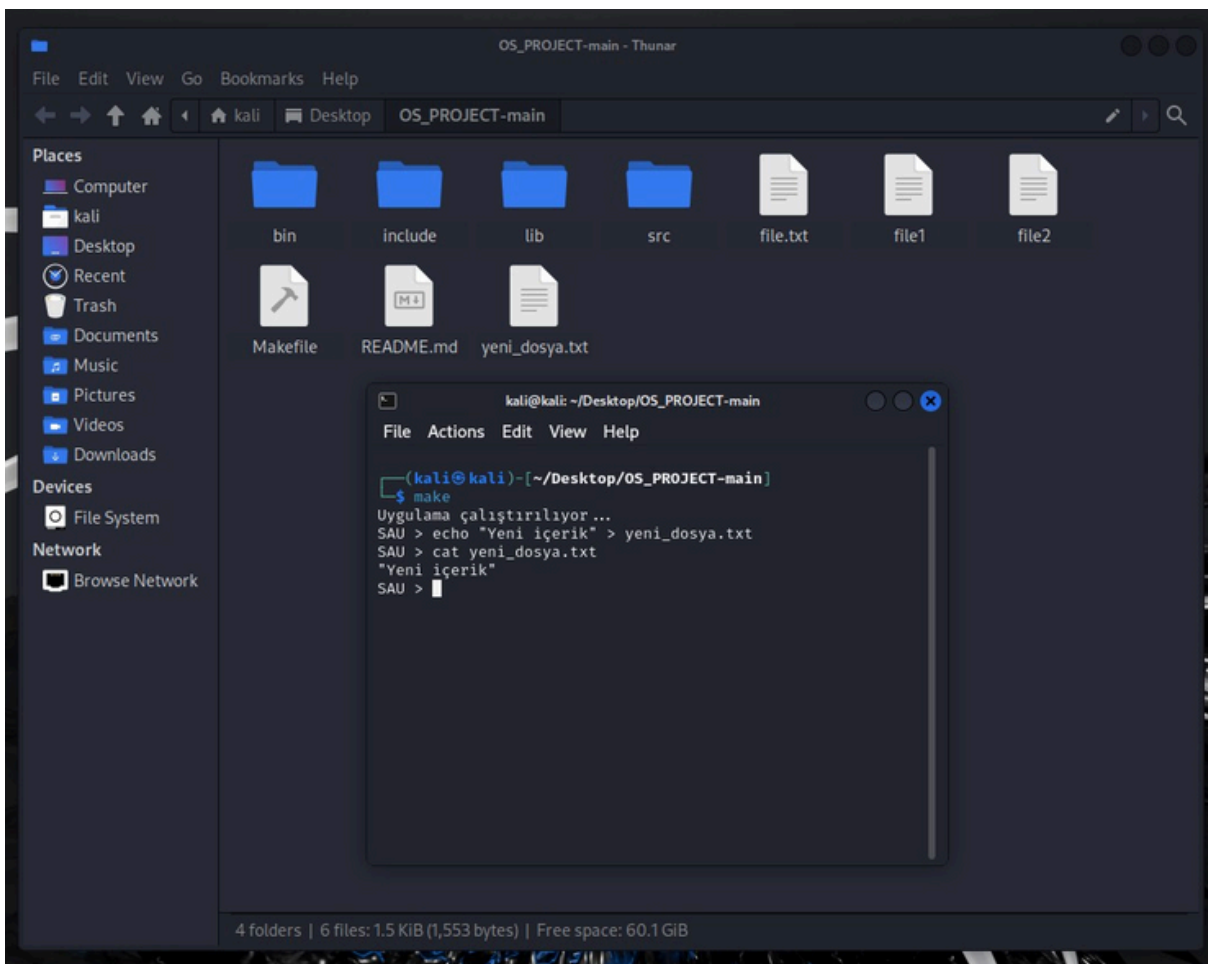 OS_PROJECT-main - Thunar
File Edit View Go Bookmarks Help
kali Desktop OS_PROJECT-main
Places
Computer
kali
Desktop
Recent
Trash
Documents
Music
Pictures
Videos
Downloads
Devices
File System
Network
Browse Network
bin include lib src file.txt file1 file2
Makefile README.md yeni_dosya.txt
kali@kali: ~/Desktop/OS_PROJECT-main
File Actions Edit View Help
(kali㉿kali)-[~/Desktop/OS_PROJECT-main]
$ make
Uygulama çalıştırılıyor...
SAU > echo "Yeni içerik" > yeni_dosya.txt
SAU > cat yeni_dosya.txt
"Yeni içerik"
SAU >
4 folders | 6 files: 1.5 KiB (1,553 bytes) | Free space: 60.1 GiB